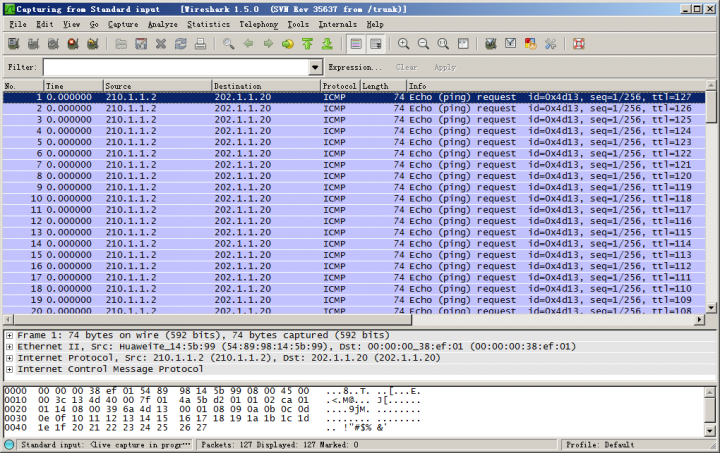 Capturing from Standard input    [Wireshark 1.5.0  (SVN Rev 35637 from /trunk)]
File Edit View Go Capture Analyze Statistics Telephony Tools Internals Help
Filter: Expression... Clear Apply
No. Time Source Destination Protocol Length Info
1 0.000000 210.1.1.2 202.1.1.20 ICMP 74 Echo (ping) request  id=0x4d13, seq=1/256, ttl=127
2 0.000000 210.1.1.2 202.1.1.20 ICMP 74 Echo (ping) request  id=0x4d13, seq=1/256, ttl=126
3 0.000000 210.1.1.2 202.1.1.20 ICMP 74 Echo (ping) request  id=0x4d13, seq=1/256, ttl=125
4 0.000000 210.1.1.2 202.1.1.20 ICMP 74 Echo (ping) request  id=0x4d13, seq=1/256, ttl=124
5 0.000000 210.1.1.2 202.1.1.20 ICMP 74 Echo (ping) request  id=0x4d13, seq=1/256, ttl=123
6 0.000000 210.1.1.2 202.1.1.20 ICMP 74 Echo (ping) request  id=0x4d13, seq=1/256, ttl=122
7 0.000000 210.1.1.2 202.1.1.20 ICMP 74 Echo (ping) request  id=0x4d13, seq=1/256, ttl=121
8 0.000000 210.1.1.2 202.1.1.20 ICMP 74 Echo (ping) request  id=0x4d13, seq=1/256, ttl=120
9 0.000000 210.1.1.2 202.1.1.20 ICMP 74 Echo (ping) request  id=0x4d13, seq=1/256, ttl=119
10 0.000000 210.1.1.2 202.1.1.20 ICMP 74 Echo (ping) request  id=0x4d13, seq=1/256, ttl=118
11 0.000000 210.1.1.2 202.1.1.20 ICMP 74 Echo (ping) request  id=0x4d13, seq=1/256, ttl=117
12 0.000000 210.1.1.2 202.1.1.20 ICMP 74 Echo (ping) request  id=0x4d13, seq=1/256, ttl=116
13 0.000000 210.1.1.2 202.1.1.20 ICMP 74 Echo (ping) request  id=0x4d13, seq=1/256, ttl=115
14 0.000000 210.1.1.2 202.1.1.20 ICMP 74 Echo (ping) request  id=0x4d13, seq=1/256, ttl=114
15 0.000000 210.1.1.2 202.1.1.20 ICMP 74 Echo (ping) request  id=0x4d13, seq=1/256, ttl=113
16 0.000000 210.1.1.2 202.1.1.20 ICMP 74 Echo (ping) request  id=0x4d13, seq=1/256, ttl=112
17 0.000000 210.1.1.2 202.1.1.20 ICMP 74 Echo (ping) request  id=0x4d13, seq=1/256, ttl=111
18 0.000000 210.1.1.2 202.1.1.20 ICMP 74 Echo (ping) request  id=0x4d13, seq=1/256, ttl=110
19 0.000000 210.1.1.2 202.1.1.20 ICMP 74 Echo (ping) request  id=0x4d13, seq=1/256, ttl=109
20 0.000000 210.1.1.2 202.1.1.20 ICMP 74 Echo (ping) request  id=0x4d13, seq=1/256, ttl=108
Frame 1: 74 bytes on wire (592 bits), 74 bytes captured (592 bits)
Ethernet II, Src: HuaweiTe_14:5b:99 (54:89:98:14:5b:99), Dst: 00:00:00_38:ef:01 (00:00:00:38:ef:01)
Internet Protocol, Src: 210.1.1.2 (210.1.1.2), Dst: 202.1.1.20 (202.1.1.20)
Internet Control Message Protocol
0000  00 00 00 38 ef 01 54 89  98 14 5b 99 08 00 45 00   ...8..T. ..[...E.
0010  00 3c 13 4d 40 00 7f 01  4a 5b d2 01 01 02 ca 01   .<.M@... J[......
0020  01 14 08 00 39 6a 4d 13  00 01 08 09 0a 0b 0c 0d   ....9jM. ........
0030  0e 0f 10 11 12 13 14 15  16 17 18 19 1a 1b 1c 1d   ........ ........
0040  1e 1f 20 21 22 23 24 25  26 27   .. !"#$% &'
Standard input: <live capture in progr··· Packets: 127 Displayed: 127 Marked: 0 Profile: Default